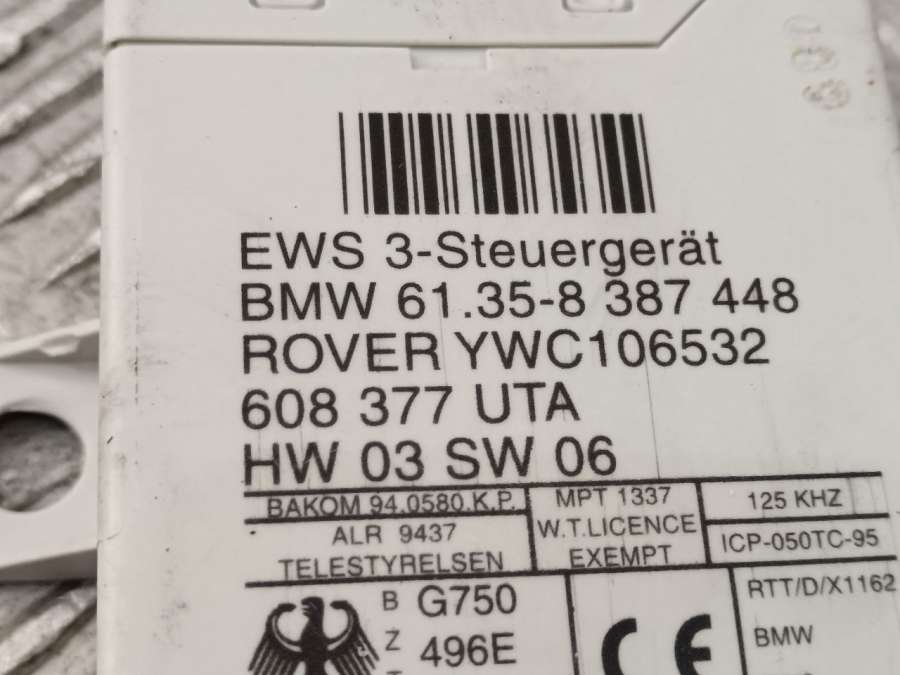 EWS 3-Steuergerät
BMW 61.35-8 387 448
ROVER YWC106532
608 377 UTA
HW 03 SW 06
BAKOM 94.0580.K.P.
MPT 1337
125 KHZ
ALR 9437
W.T.LICENCE
ICP-050TC-95
TELESTYRELSEN
EXEMPT
B G750
CE
RTT/D/X1162
Z 496E
BMW